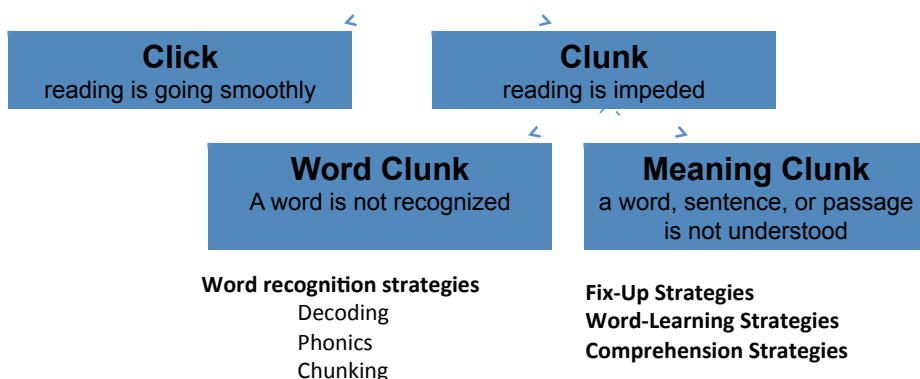 Click
reading is going smoothly
Clunk
reading is impeded
Word Clunk
A word is not recognized
Meaning Clunk
a word, sentence, or passage
is not understood
Word recognition strategies
Decoding
Phonics
Chunking
Fix-Up Strategies
Word-Learning Strategies
Comprehension Strategies